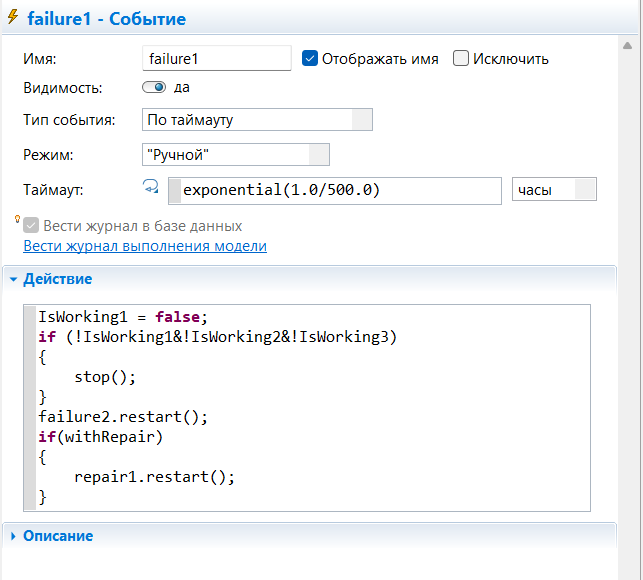 failure1 - Событие
Имя: failure1 Отображать имя Исключить
Видимость: да
Тип события: По таймауту
Режим: "Ручной"
Таймаут: exponential(1.0/500.0) часы
Вести журнал в базе данных
Вести журнал выполнения модели
Действие
IsWorking1 = false;
if (!IsWorking1&!IsWorking2&!IsWorking3)
{
stop();
}
failure2.restart();
if(withRepair)
{
repair1.restart();
}
Описание